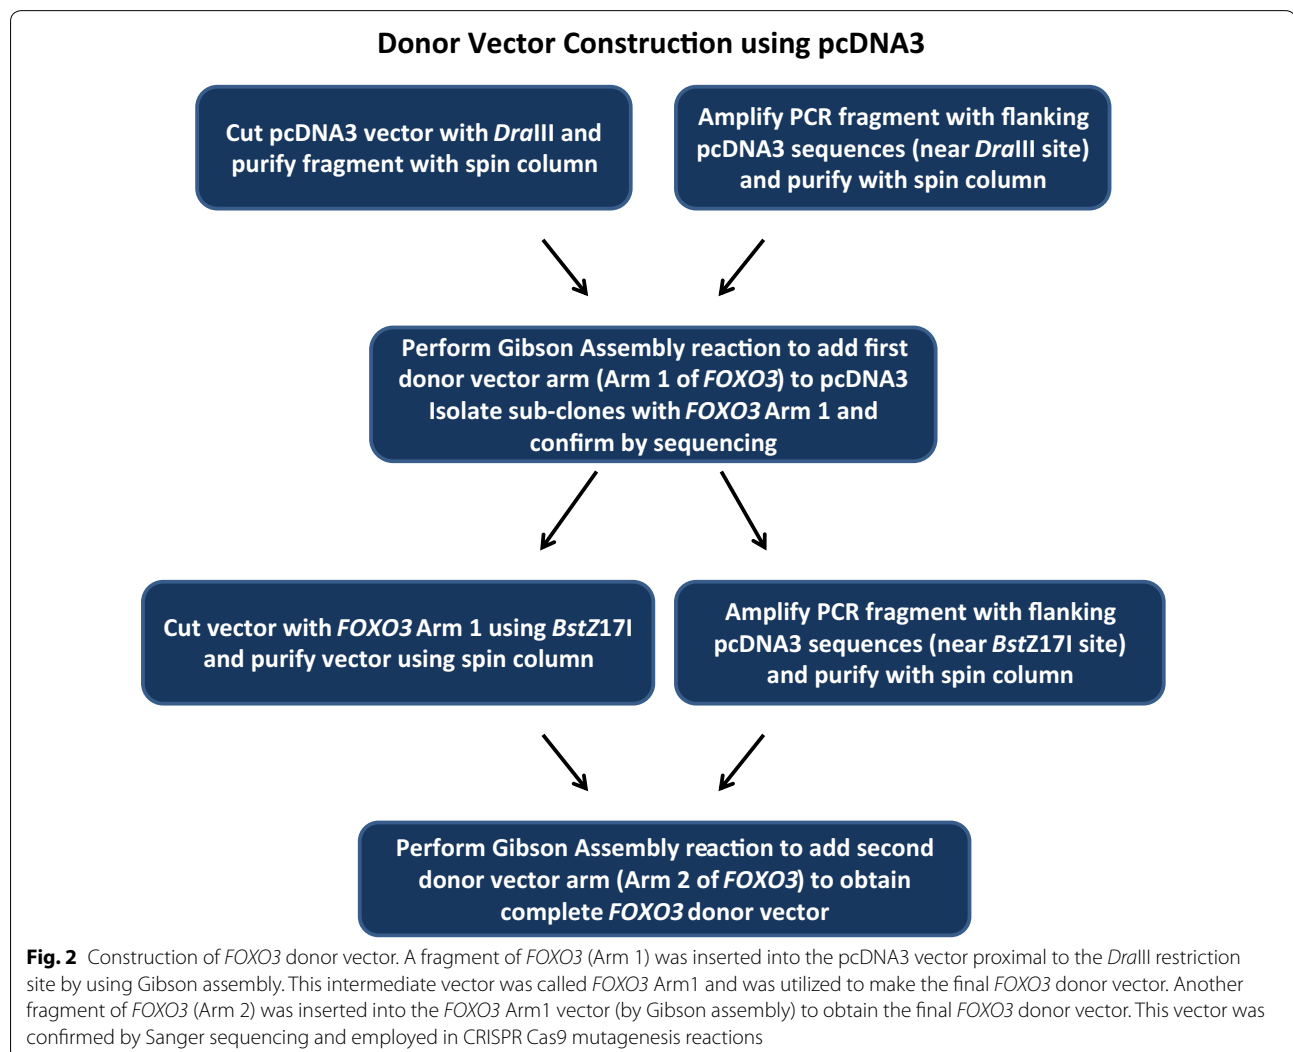 Donor Vector Construction using pcDNA3
Cut pcDNA3 vector with DraIII and
purify fragment with spin column
Amplify PCR fragment with flanking
pcDNA3 sequences (near DraIII site)
and purify with spin column
Perform Gibson Assembly reaction to add first
donor vector arm (Arm 1 of FOXO3) to pcDNA3
Isolate sub-clones with FOXO3 Arm 1 and
confirm by sequencing
Cut vector with FOXO3 Arm 1 using BstZ17I
and purify vector using spin column
Amplify PCR fragment with flanking
pcDNA3 sequences (near BstZ17I site)
and purify with spin column
Perform Gibson Assembly reaction to add second
donor vector arm (Arm 2 of FOXO3) to obtain
complete FOXO3 donor vector
Fig. 2 Construction of FOXO3 donor vector. A fragment of FOXO3 (Arm 1) was inserted into the pcDNA3 vector proximal to the DraIII restriction
site by using Gibson assembly. This intermediate vector was called FOXO3 Arm1 and was utilized to make the final FOXO3 donor vector. Another
fragment of FOXO3 (Arm 2) was inserted into the FOXO3 Arm1 vector (by Gibson assembly) to obtain the final FOXO3 donor vector. This vector was
confirmed by Sanger sequencing and employed in CRISPR Cas9 mutagenesis reactions